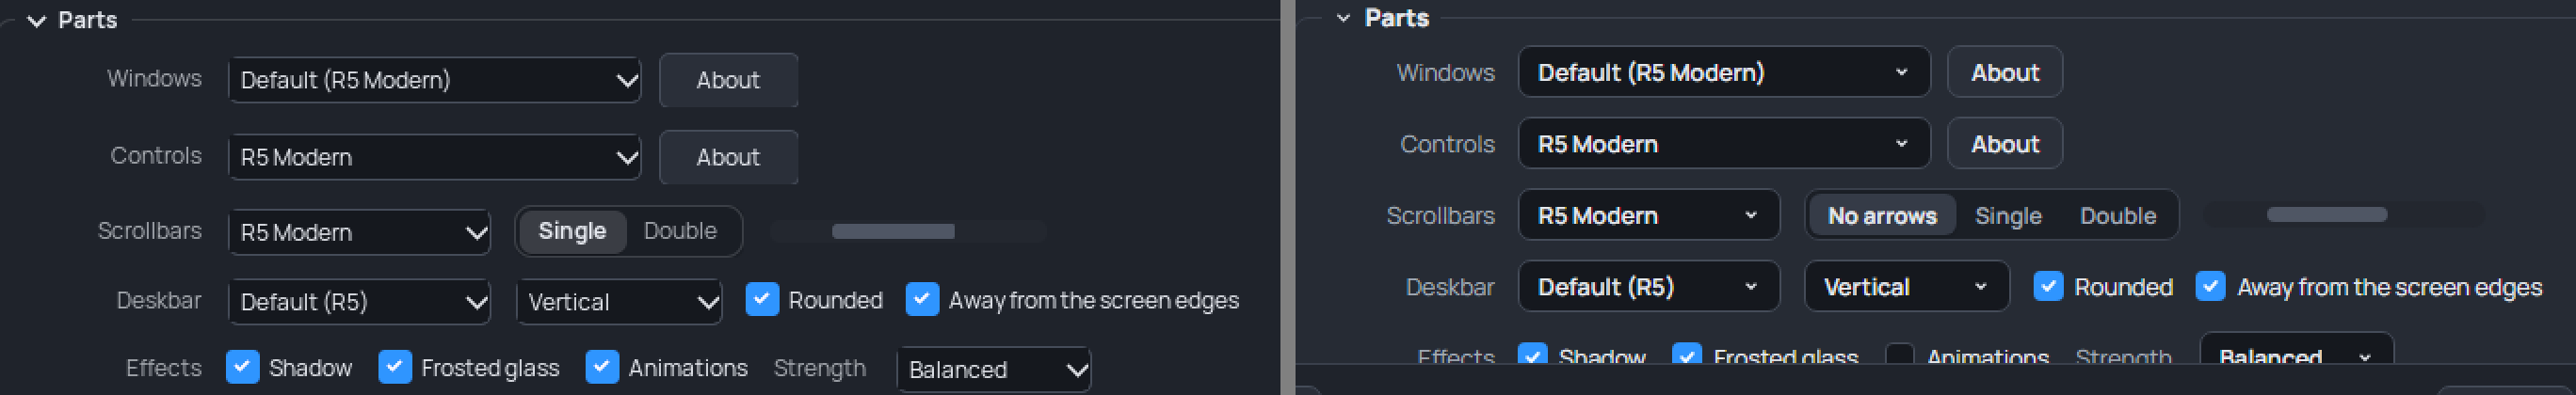 Parts
Windows Default (R5 Modern) About
Controls R5 Modern About
Scrollbars R5 Modern Single Double
Deskbar Default (R5) Vertical Rounded Away from the screen edges
Effects Shadow Frosted glass Animations Strength Balanced
Parts
Windows Default (R5 Modern) About
Controls R5 Modern About
Scrollbars R5 Modern No arrows Single Double
Deskbar Default (R5) Vertical Rounded Away from the screen edges
Effects Shadow Frosted glass Animations Strength Balanced